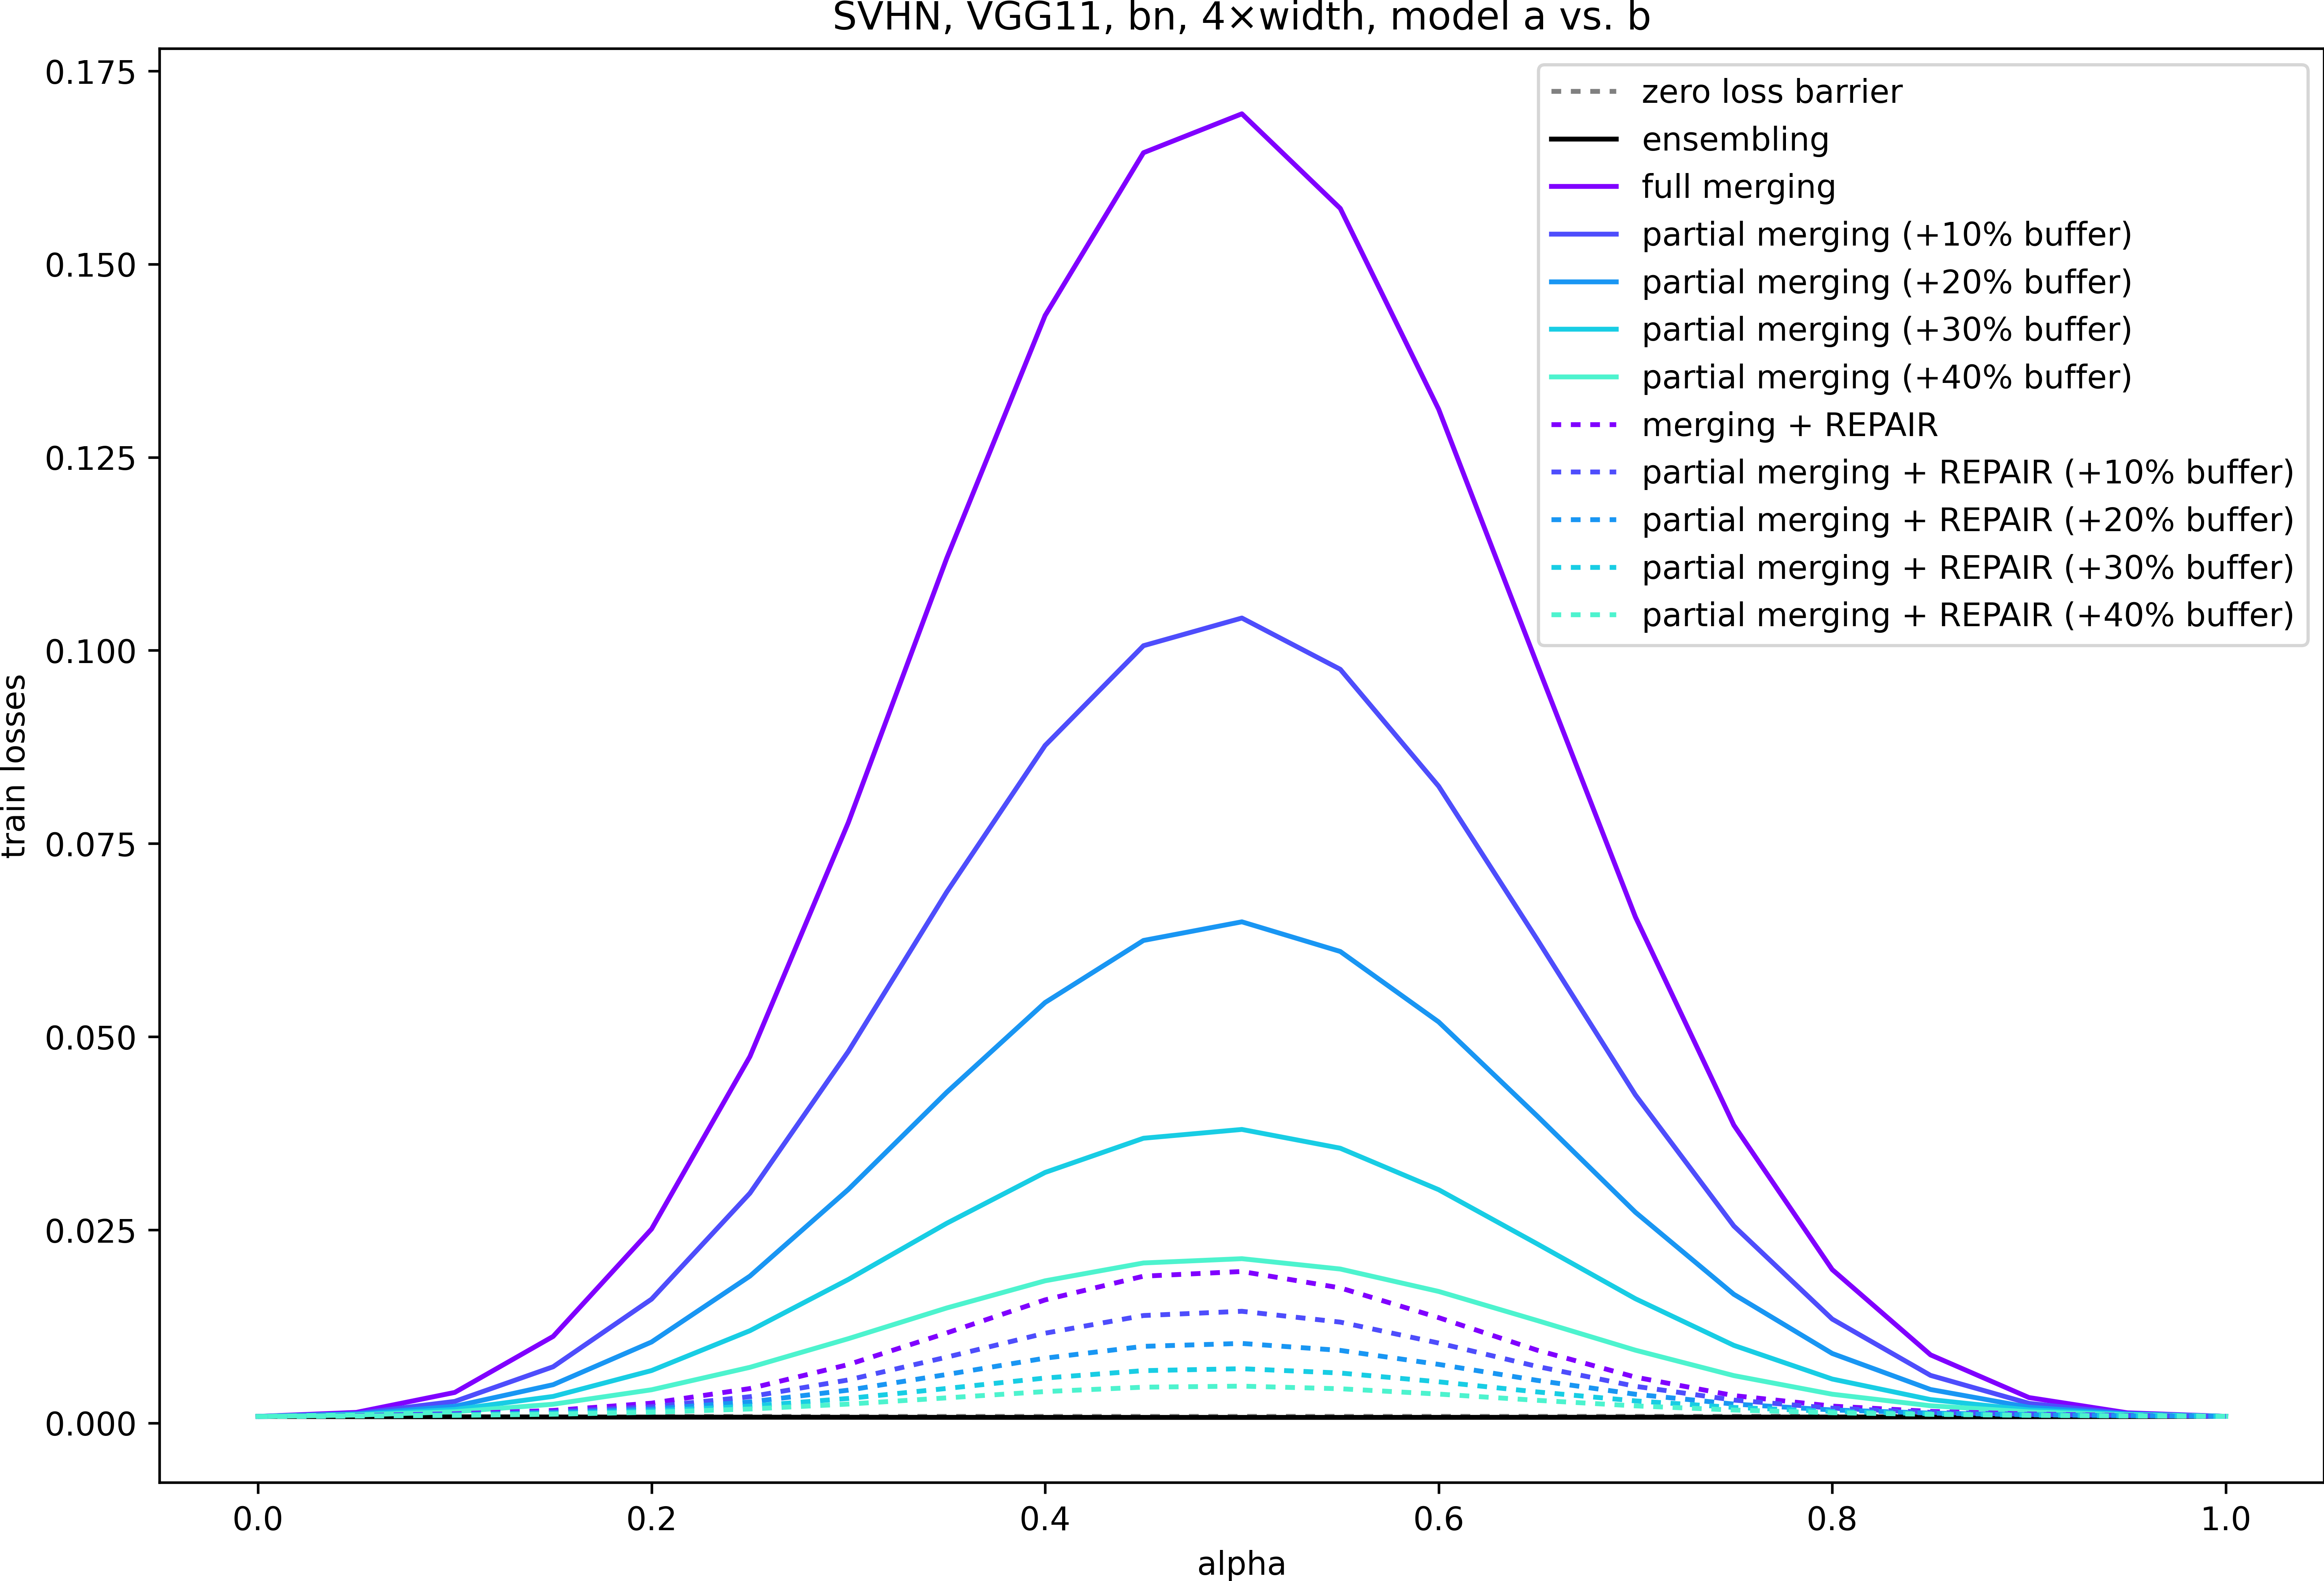 SVHN, VGG11, bn, 4×width, model a vs. b
0.175
0.150
0.125
0.100
0.075
0.050
0.025
0.000
train losses
zero loss barrier
ensembling
full merging
partial merging (+10% buffer)
partial merging (+20% buffer)
partial merging (+30% buffer)
partial merging (+40% buffer)
merging + REPAIR
partial merging + REPAIR (+10% buffer)
partial merging + REPAIR (+20% buffer)
partial merging + REPAIR (+30% buffer)
partial merging + REPAIR (+40% buffer)
0.0 0.2 0.4 0.6 0.8 1.0
alpha